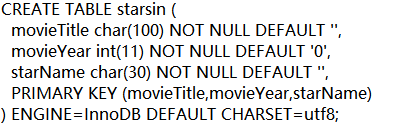 CREATE TABLE starsin (
  movieTitle char(100) NOT NULL DEFAULT '',
  movieYear int(11) NOT NULL DEFAULT '0',
  starName char(30) NOT NULL DEFAULT '',
  PRIMARY KEY (movieTitle,movieYear,starName)
) ENGINE=InnoDB DEFAULT CHARSET=utf8;